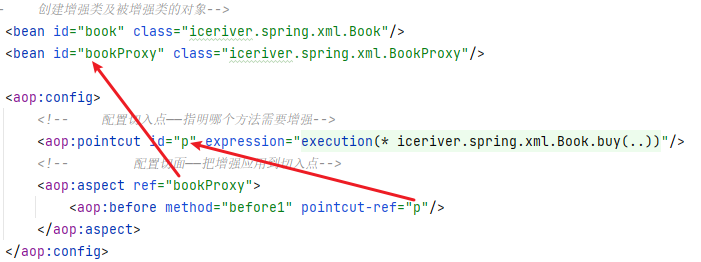 - 创建增强类及被增强类的对象-->
<bean id="book" class="iceriver.spring.xml.Book"/>
<bean id="bookProxy" class="iceriver.spring.xml.BookProxy"/>
<aop:config>
<!-- 配置切入点——指明哪个方法需要增强-->
<aop:pointcut id="p" expression="execution(* iceriver.spring.xml.Book.buy(..))"/>
<!-- 配置切面——把增强应用到切入点-->
<aop:aspect ref="bookProxy">
<aop:before method="before1" pointcut-ref="p"/>
</aop:aspect>
</aop:config>